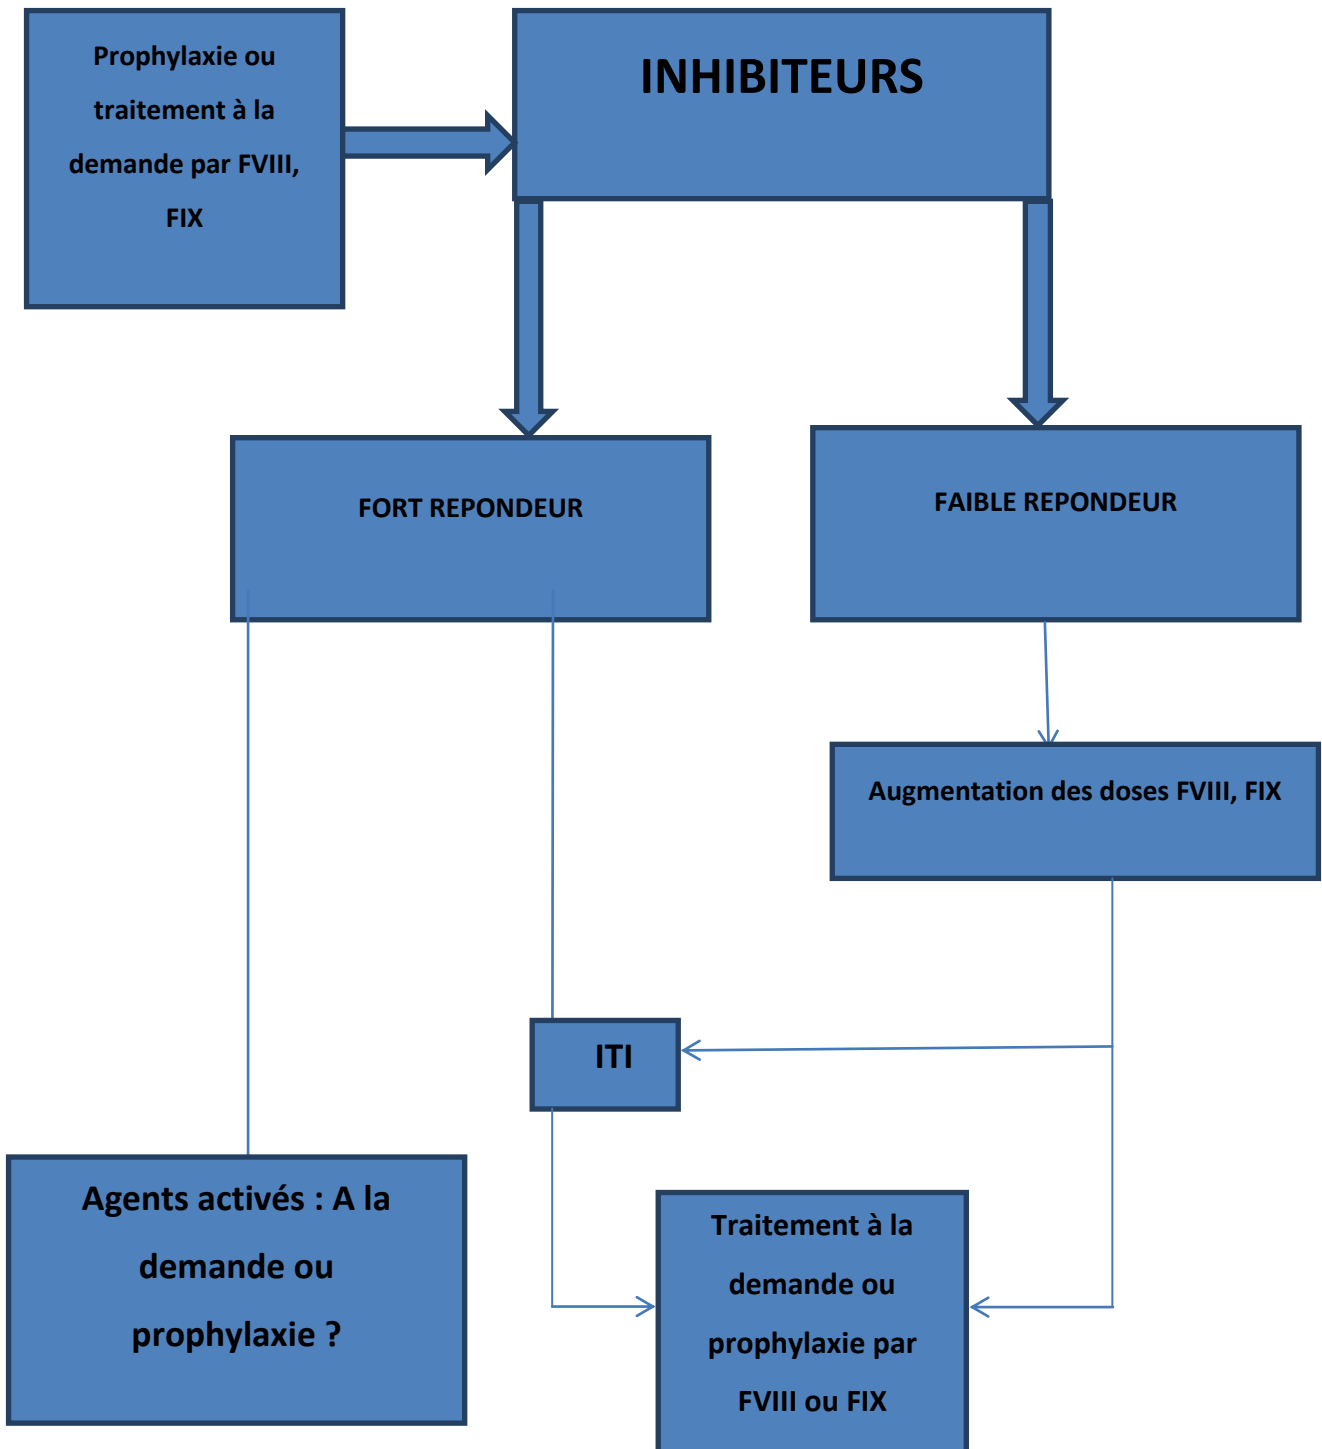 Prophylaxie ou
traitement à la
demande par FVIII,
FIX
INHIBITEURS
FORT REPONDEUR
FAIBLE REPONDEUR
Augmentation des doses FVIII, FIX
ITI
Agents activés : A la
demande ou
prophylaxie ?
Traitement à la
demande ou
prophylaxie par
FVIII ou FIX